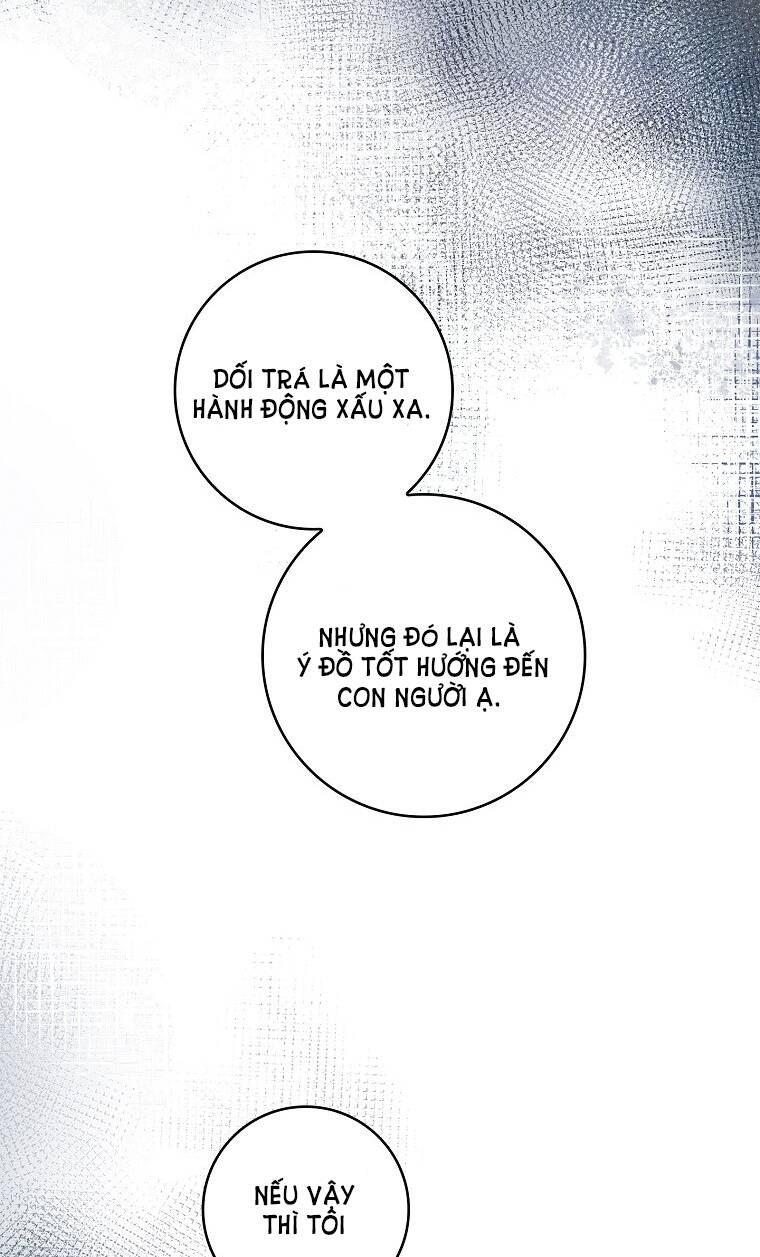 DỐI TRÁ LÀ MỘT
HÀNH ĐỘNG XẤU XA.
NHƯNG ĐÓ LẠI LÀ
Ý ĐỒ TỐT HƯỚNG ĐẾN
CON NGƯỜI Ạ.
NẾU VẬY
THÌ TÔI